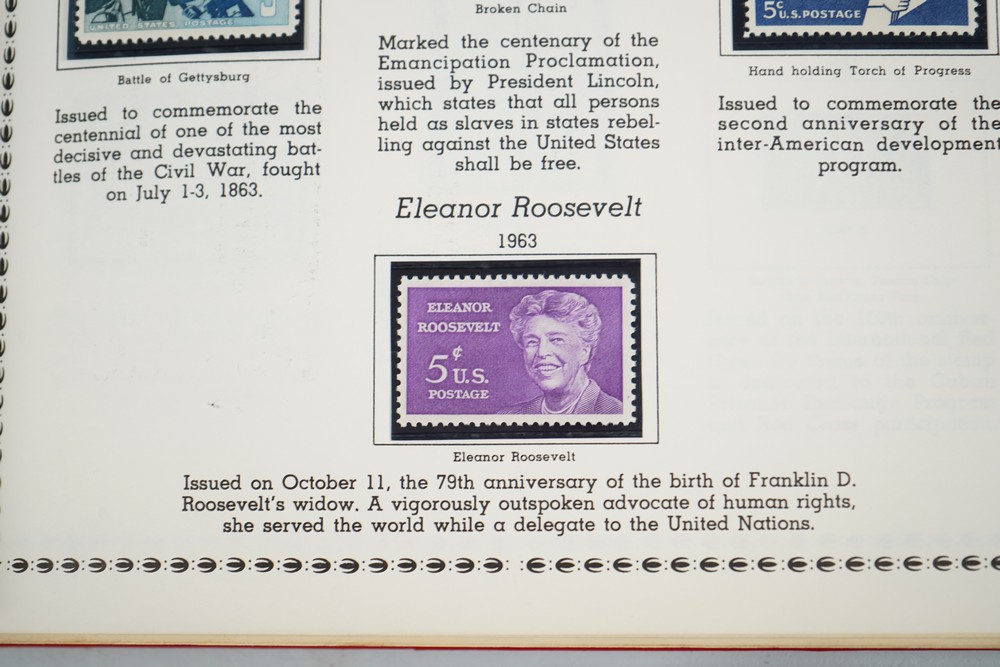 UNITED STATES POSTAGE
Battle of Gettysburg
Issued to commemorate the
centennial of one of the most
decisive and devastating bat-
tles of the Civil War, fought
on July 1-3, 1863.
Broken Chain
Marked the centenary of the
Emancipation Proclamation,
issued by President Lincoln,
which states that all persons
held as slaves in states rebel-
ling against the United States
shall be free.
5c U.S. POSTAGE
Hand holding Torch of Progress
Issued to commemorate the
second anniversary of the
inter-American development
program.
Eleanor Roosevelt
1963
ELEANOR
ROOSEVELT
5¢ U.S.
POSTAGE
Eleanor Roosevelt
Issued on October 11, the 79th anniversary of the birth of Franklin D.
Roosevelt's widow. A vigorously outspoken advocate of human rights,
she served the world while a delegate to the United Nations.